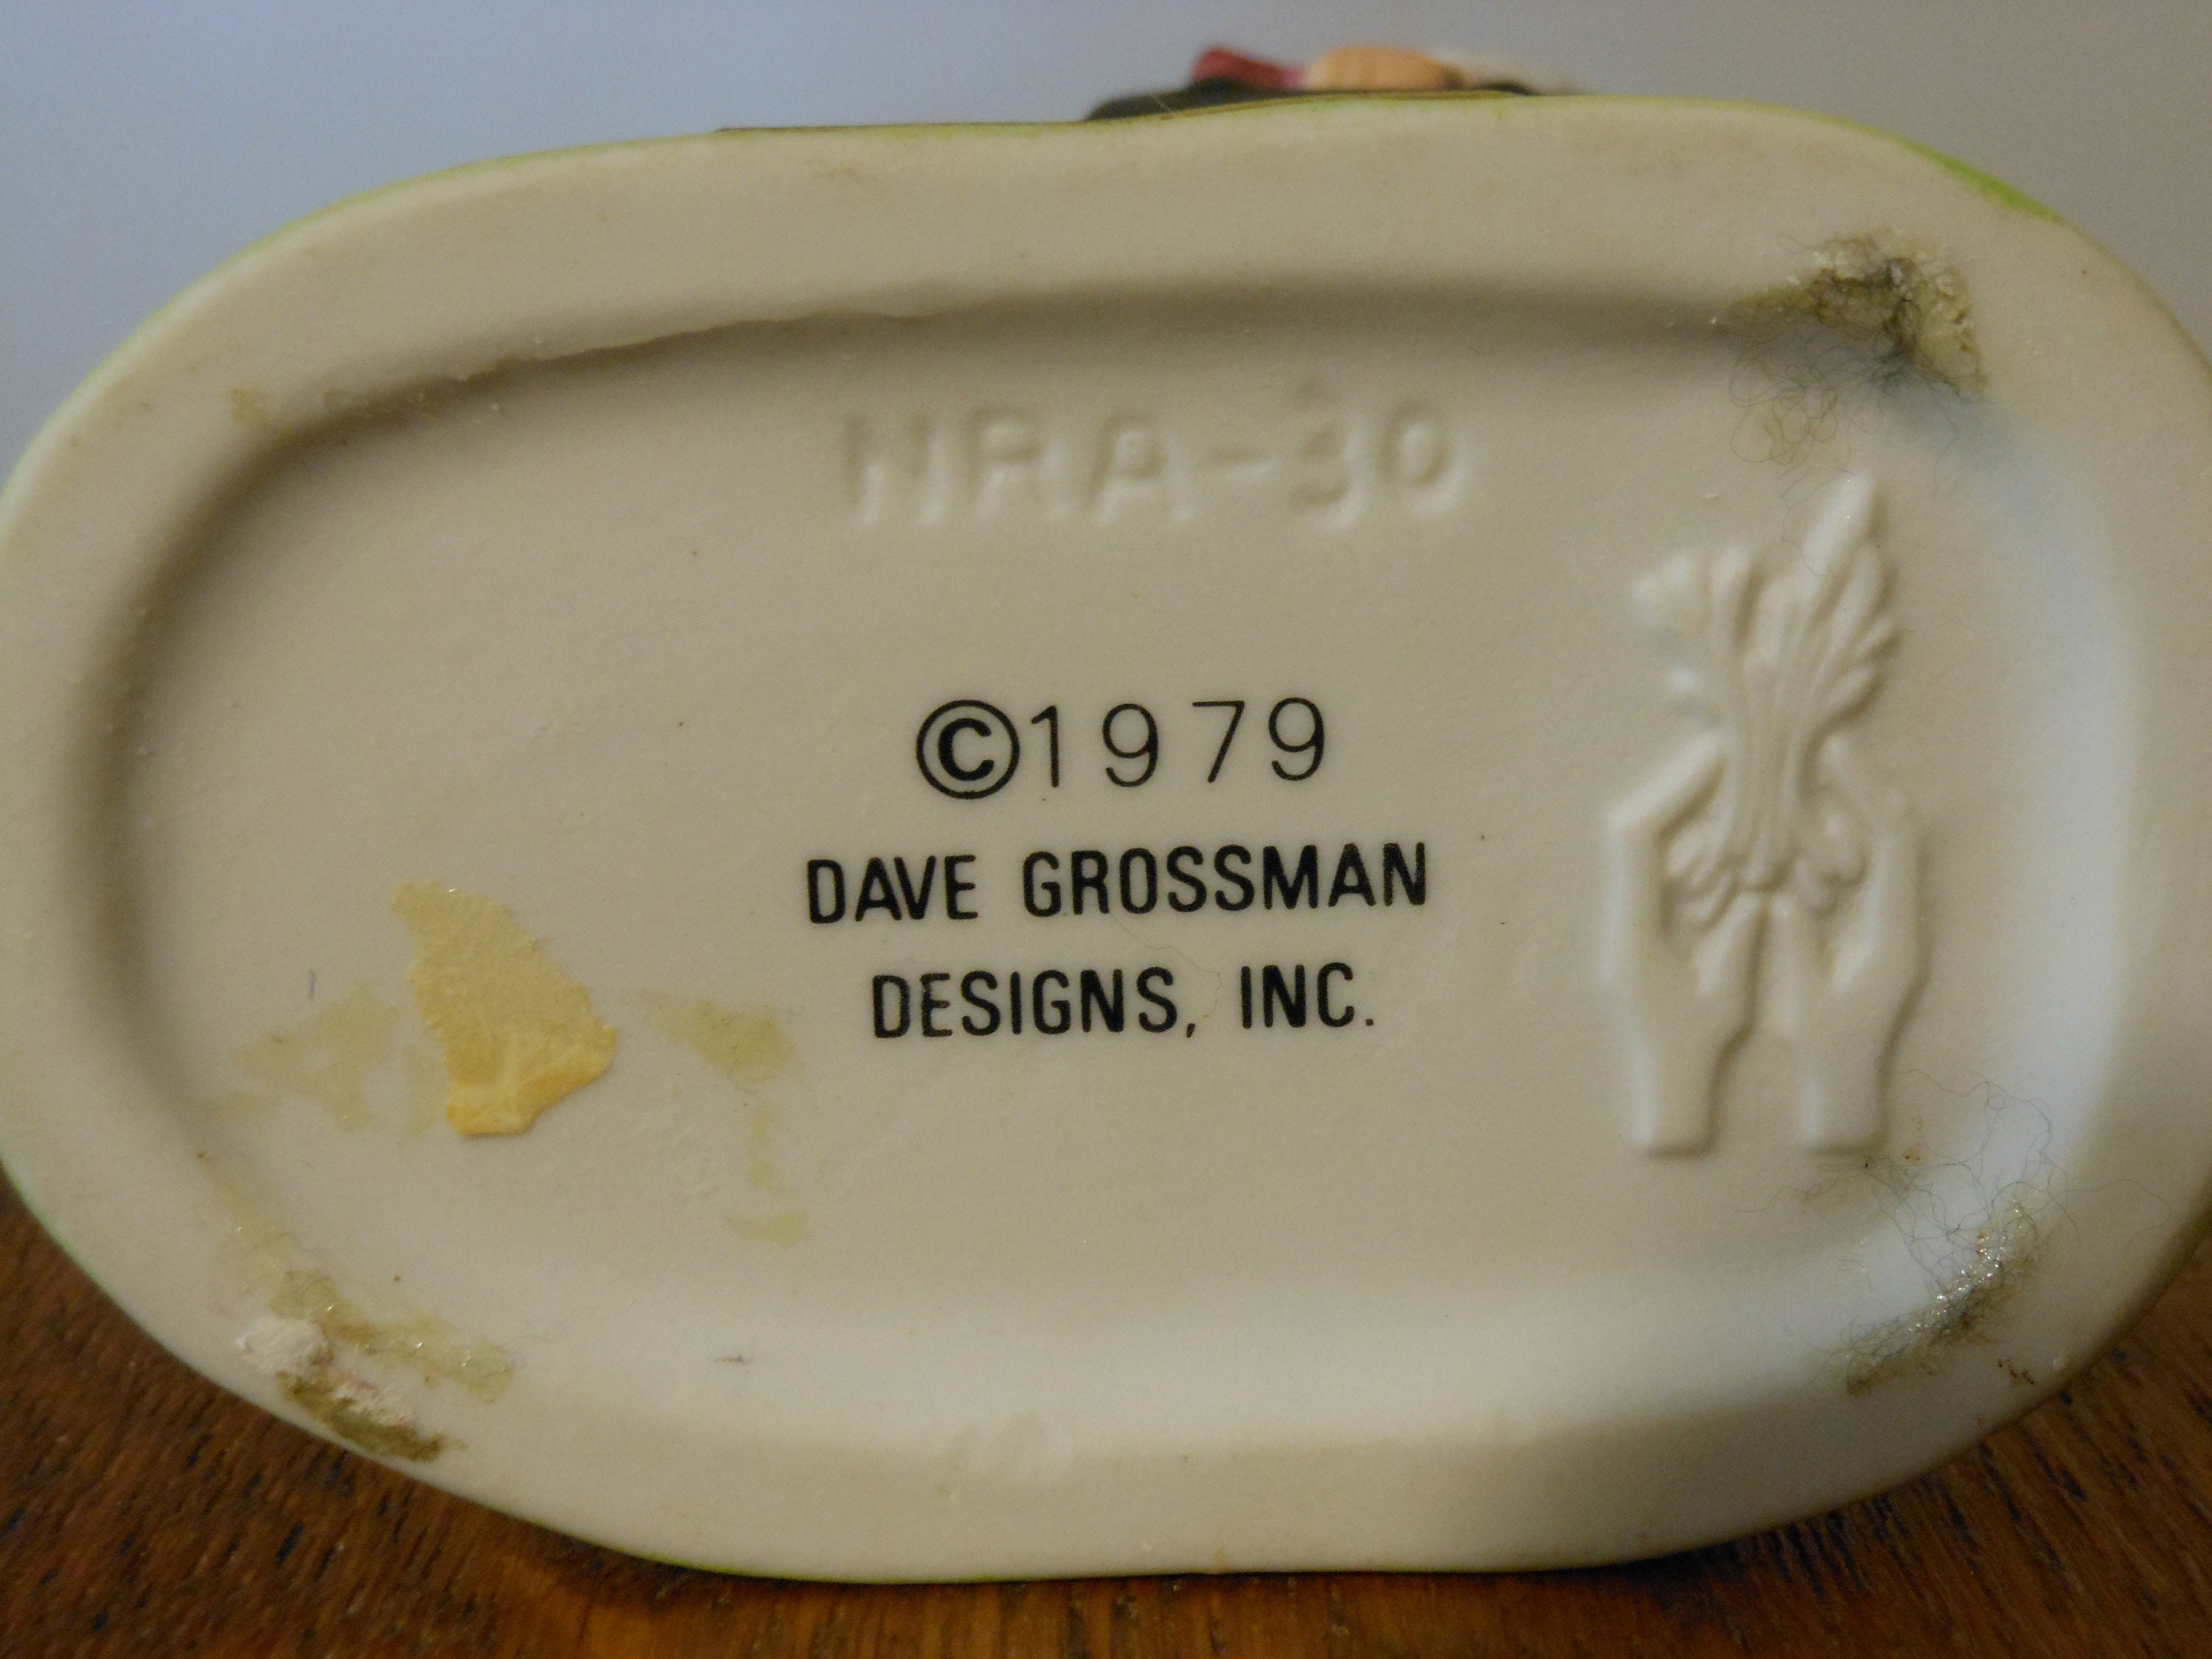 NRA-30
©1979
DAVE GROSSMAN
DESIGNS, INC.